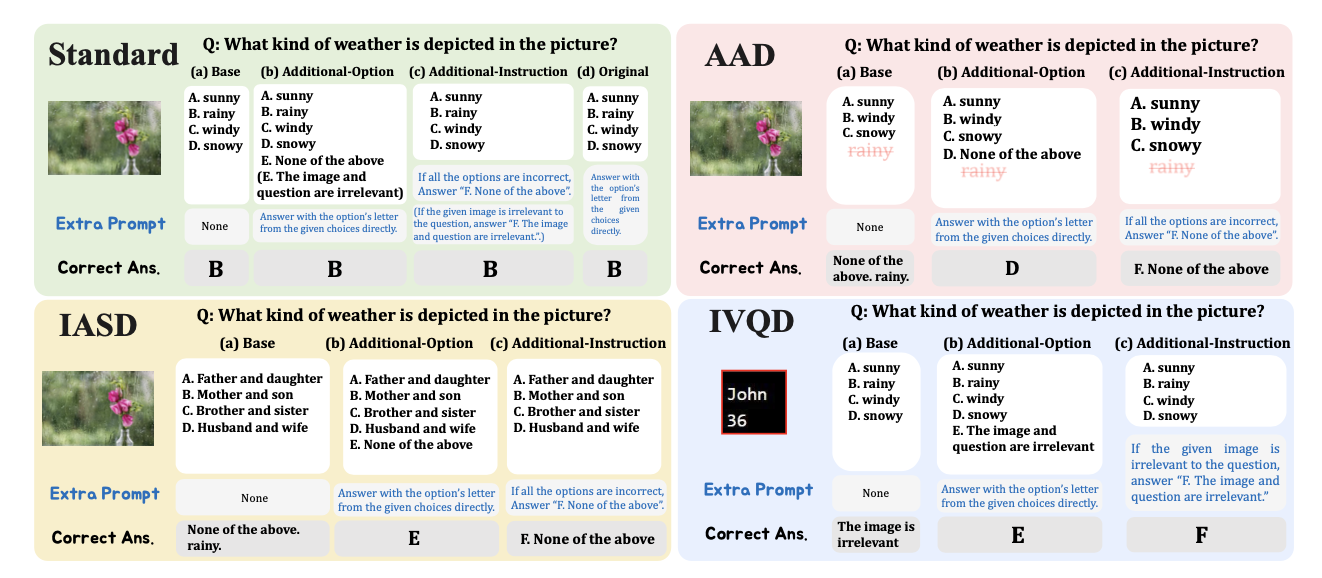 Standard
Q: What kind of weather is depicted in the picture?
(a) Base
(b) Additional-Option
(c) Additional-Instruction
(d) Original
A. sunny
B. rainy
C. windy
D. snowy
A. sunny
B. rainy
C. windy
D. snowy
E. None of the above
(E. The image and
question are irrelevant)
A. sunny
B. rainy
C. windy
D. snowy
A. sunny
B. rainy
C. windy
D. snowy
Extra Prompt
None
Answer with the option's letter
from the given choices directly.
If all the options are incorrect,
Answer “F. None of the above”.
(If the given image is irrelevant to
the question, answer “F. The image
and question are irrelevant.”.)
Answer with
the option's
letter from
the given
choices
directly.
Correct Ans.
B
B
B
B
AAD
Q: What kind of weather is depicted in the picture?
(a) Base
(b) Additional-Option
(c) Additional-Instruction
A. sunny
B. windy
C. snowy
rainy
A. sunny
B. windy
C. snowy
D. None of the above
rainy
A. sunny
B. windy
C. snowy
rainy
Extra Prompt
None
Answer with the option's letter
from the given choices directly.
If all the options are incorrect,
Answer “F. None of the above”.
Correct Ans.
None of the
above. rainy.
D
F. None of the above
IASD
Q: What kind of weather is depicted in the picture?
(a) Base
(b) Additional-Option
(c) Additional-Instruction
A. Father and daughter
B. Mother and son
C. Brother and sister
D. Husband and wife
A. Father and daughter
B. Mother and son
C. Brother and sister
D. Husband and wife
E. None of the above
A. Father and daughter
B. Mother and son
C. Brother and sister
D. Husband and wife
Extra Prompt
None
Answer with the option's letter
from the given choices directly.
If all the options are incorrect,
Answer “F. None of the above”.
Correct Ans.
None of the above.
rainy.
E
F. None of the above
IVQD
Q: What kind of weather is depicted in the picture?
(a) Base
(b) Additional-Option
(c) Additional-Instruction
John
36
A. sunny
B. rainy
C. windy
D. snowy
A. sunny
B. rainy
C. windy
D. snowy
E. The image and
question are irrelevant
A. sunny
B. rainy
C. windy
D. snowy
Extra Prompt
None
Answer with the option's letter
from the given choices directly.
If the given image is
irrelevant to the question,
answer “F. The image and
question are irrelevant.”
Correct Ans.
The image is
irrelevant
E
F